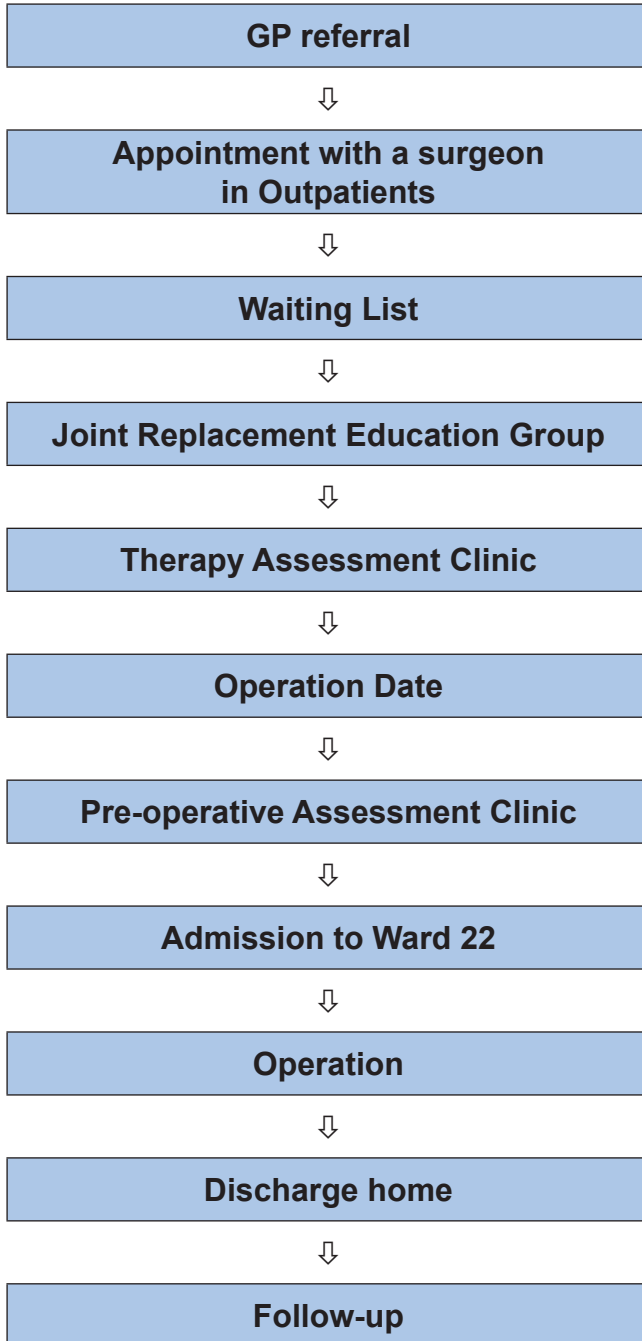 GP referral
⇩
Appointment with a surgeon
in Outpatients
⇩
Waiting List
⇩
Joint Replacement Education Group
⇩
Therapy Assessment Clinic
⇩
Operation Date
⇩
Pre-operative Assessment Clinic
⇩
Admission to Ward 22
⇩
Operation
⇩
Discharge home
⇩
Follow-up